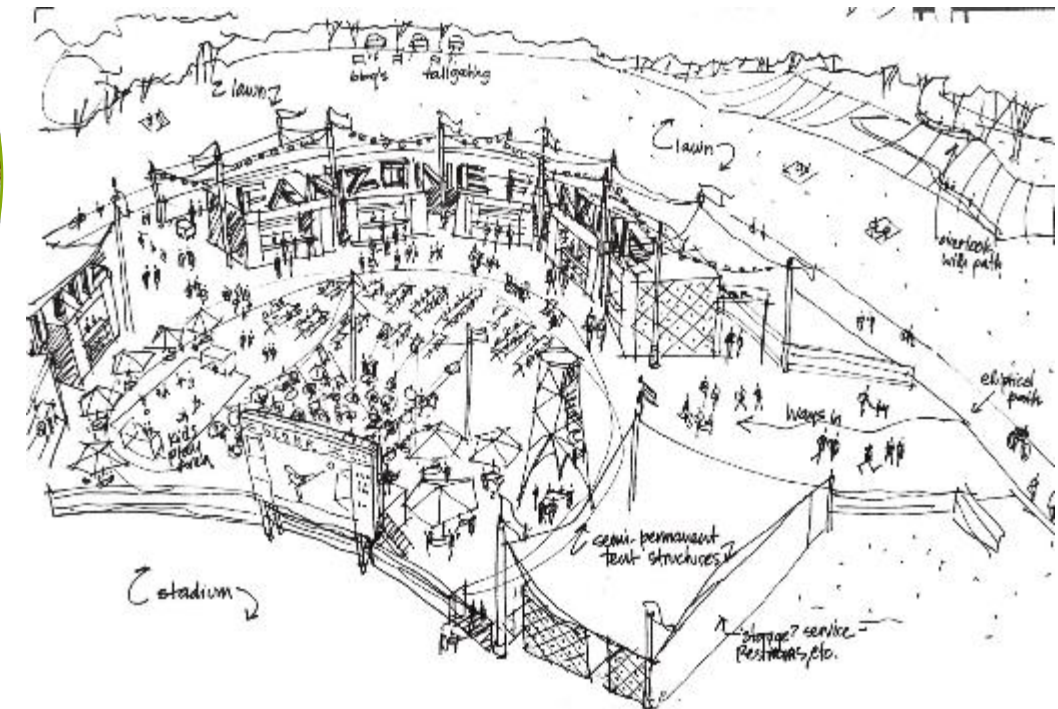 bbq's
tailgating
lawn
lawn
FAN ZONE
overlook
with path
eliptical
path
ways in
kids
play
area
semi-permanent
tent structures
stadium
storage? service
Restrooms, etc.